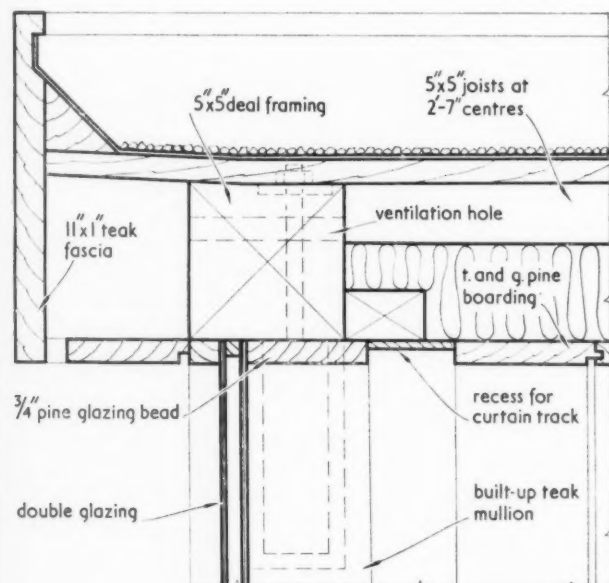 5"x5" deal framing
5"x5" joists at
2'-7" centres
ventilation hole
11"x1" teak
fascia
t. and g. pine
boarding
3/4" pine glazing bead
recess for
curtain track
double glazing
built-up teak
mullion